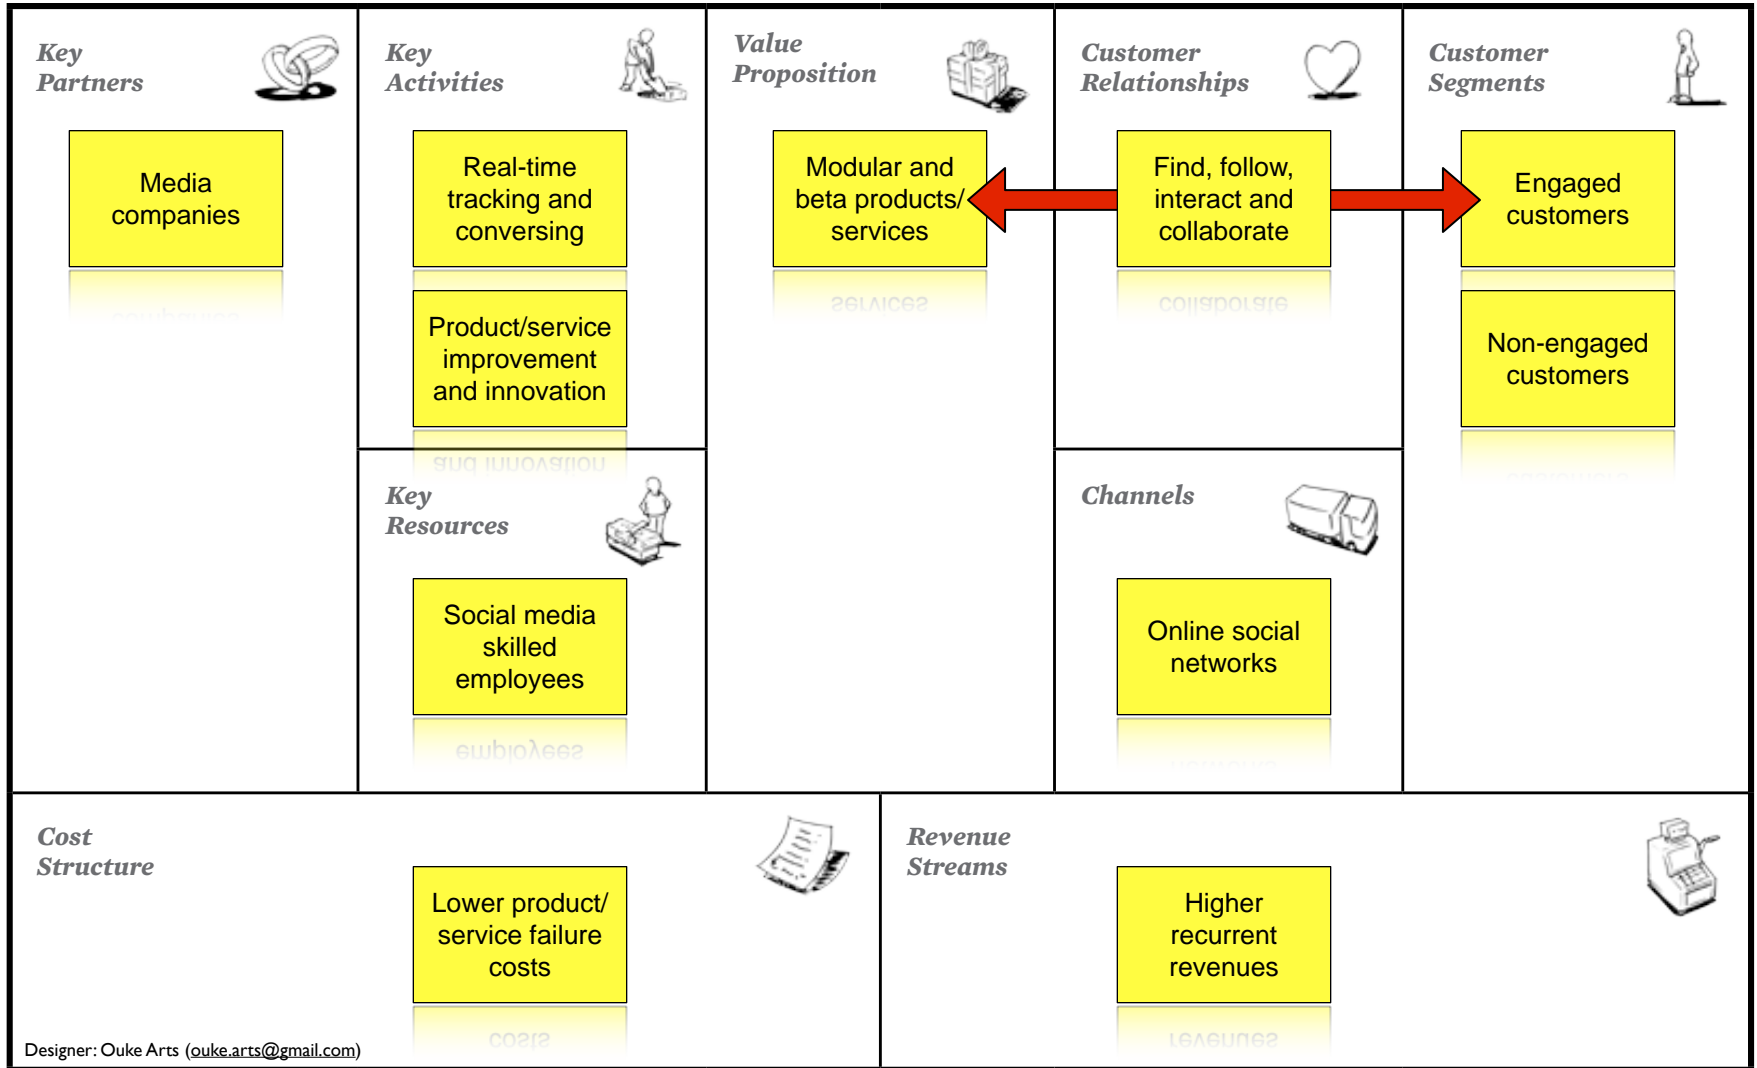 Key
Partners
Media
companies
Key
Activities
Real-time
tracking and
conversing
Product/service
improvement
and innovation
Key
Resources
Social media
skilled
employees
Value
Proposition
Modular and
beta products/
services
Customer
Relationships
Find, follow,
interact and
collaborate
Channels
Online social
networks
Customer
Segments
Engaged
customers
Non-engaged
customers
Cost
Structure
Lower product/
service failure
costs
Revenue
Streams
Higher
recurrent
revenues
Designer: Ouke Arts (ouke.arts@gmail.com)